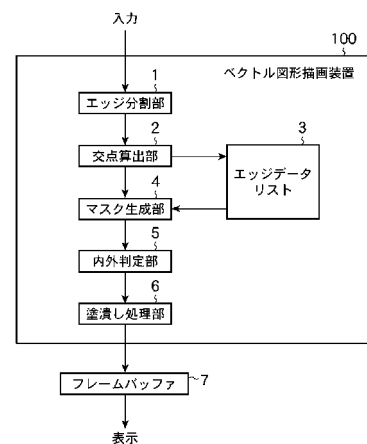 入力
100
ベクトル図形描画装置
1
エッジ分割部
2
交点算出部
3
エッジデータ
リスト
4
マスク生成部
5
内外判定部
6
塗潰し処理部
フレームバッファ
7
表示